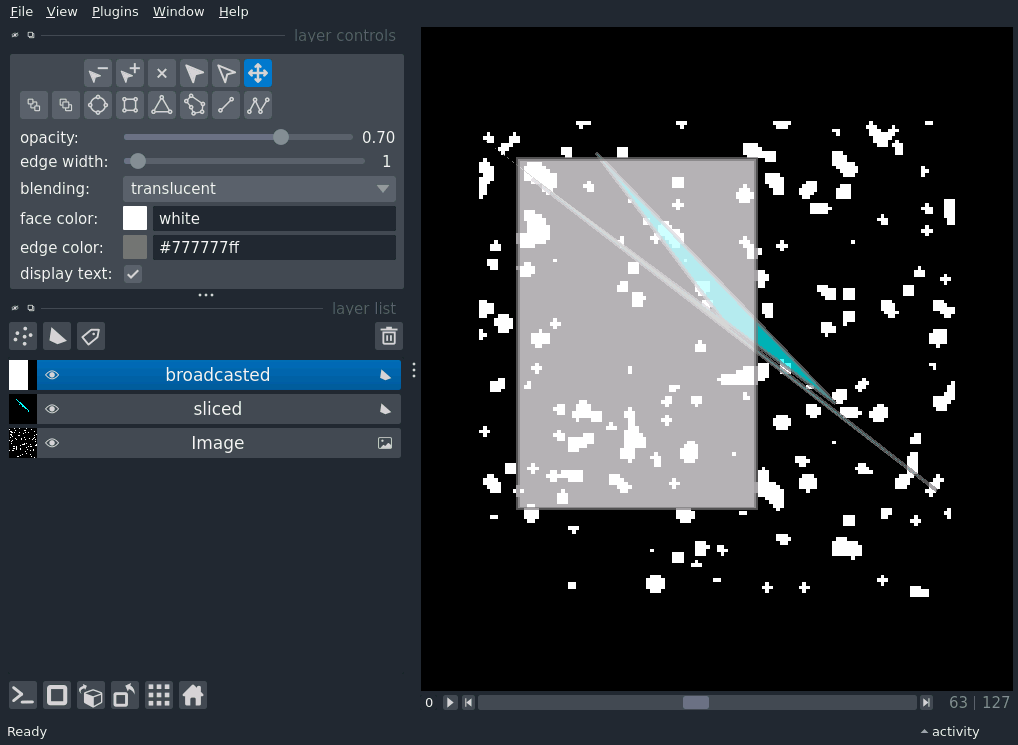 File View Plugins Window Help
layer controls
opacity: 0.70
edge width: 1
blending: translucent
face color: white
edge color: #777777ff
display text:
layer list
broadcasted
sliced
Image
0 63 | 127
Ready activity